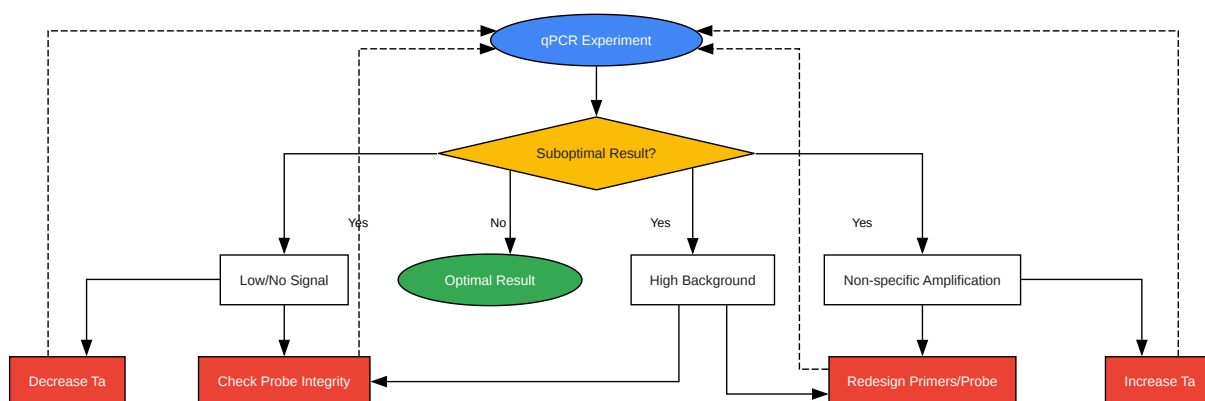 qPCR Experiment
Suboptimal Result?
Yes
No
Yes
Yes
Low/No Signal
Optimal Result
High Background
Non-specific Amplification
Decrease Ta
Check Probe Integrity
Redesign Primers/Probe
Increase Ta